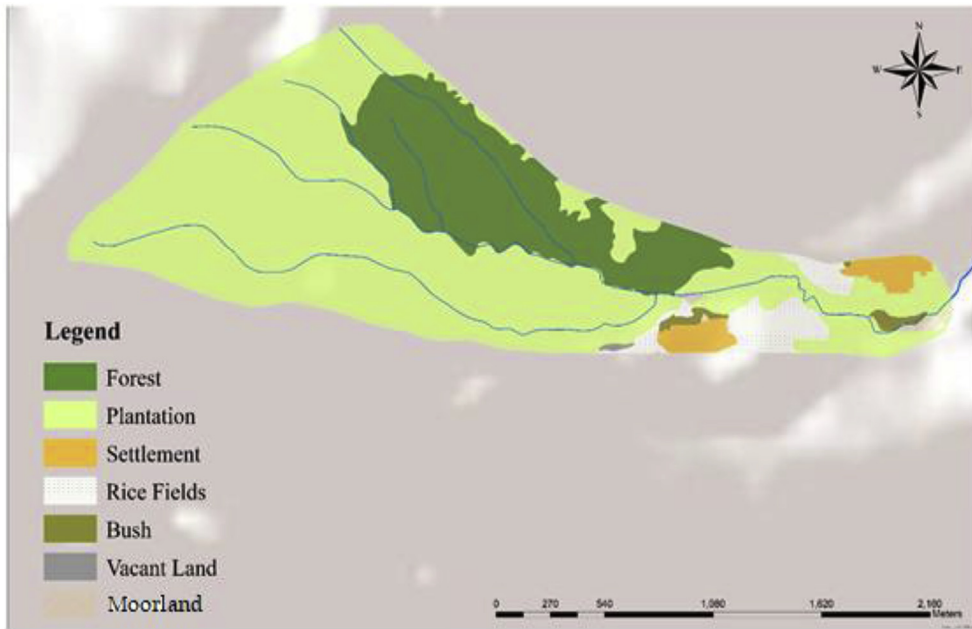 N
W E
S
Legend
Forest
Plantation
Settlement
Rice Fields
Bush
Vacant Land
Moorland
0 270 540 1,080 1,620 2,160
Meters